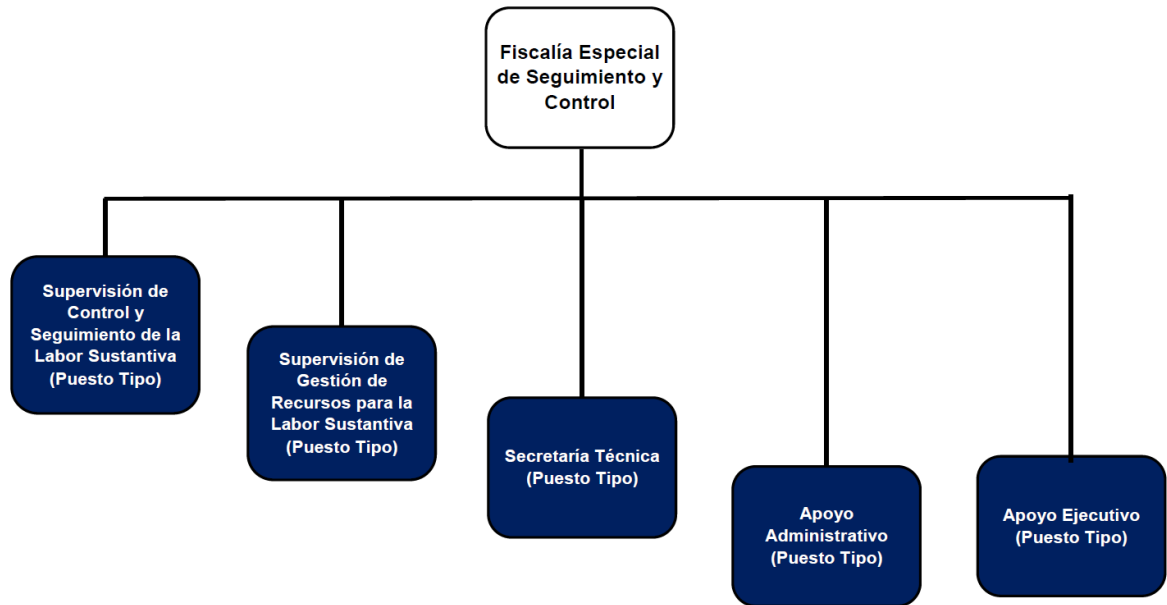 Fiscalía Especial
de Seguimiento y
Control
Supervisión de
Control y
Seguimiento de la
Labor Sustantiva
(Puesto Tipo)
Supervisión de
Gestión de
Recursos para la
Labor Sustantiva
(Puesto Tipo)
Secretaría Técnica
(Puesto Tipo)
Apoyo
Administrativo
(Puesto Tipo)
Apoyo Ejecutivo
(Puesto Tipo)